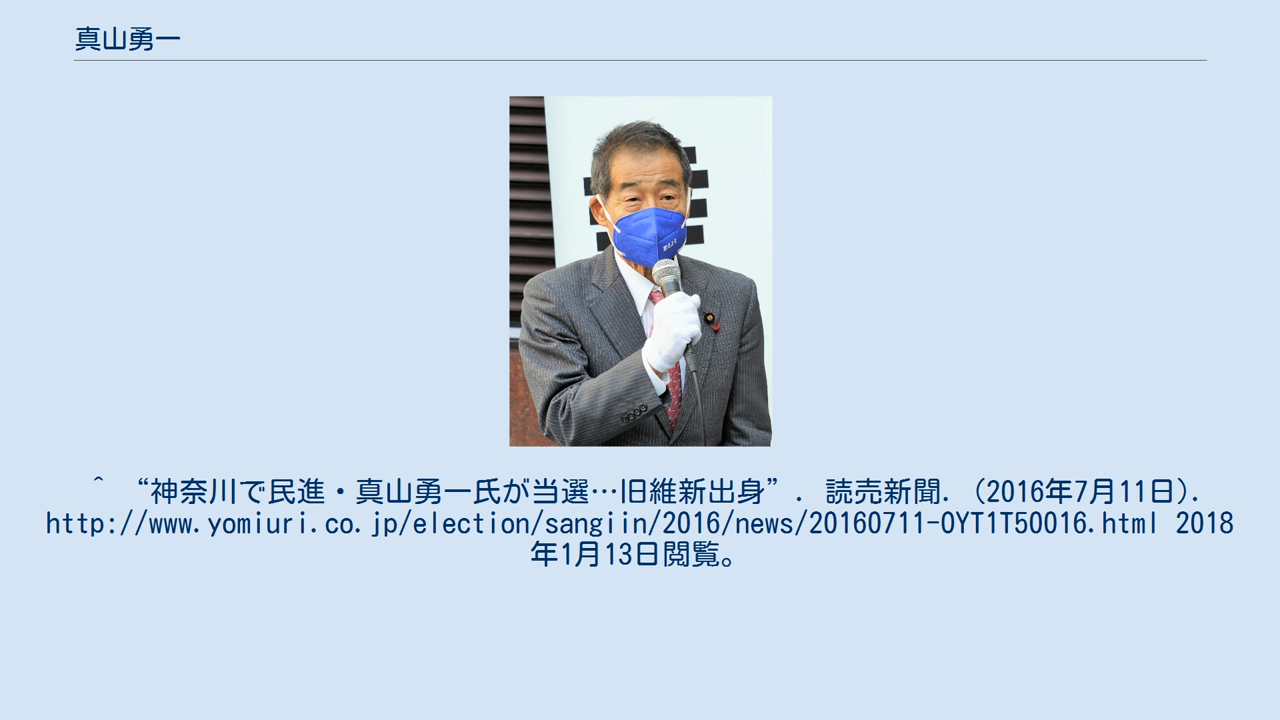 真山勇一
^ “神奈川で民進・真山勇一氏が当選…旧維新出身”. 読売新聞. (2016年7月11日).
http://www.yomiuri.co.jp/election/sangiin/2016/news/20160711-OYT1T50016.html 2018
年1月13日閲覧。